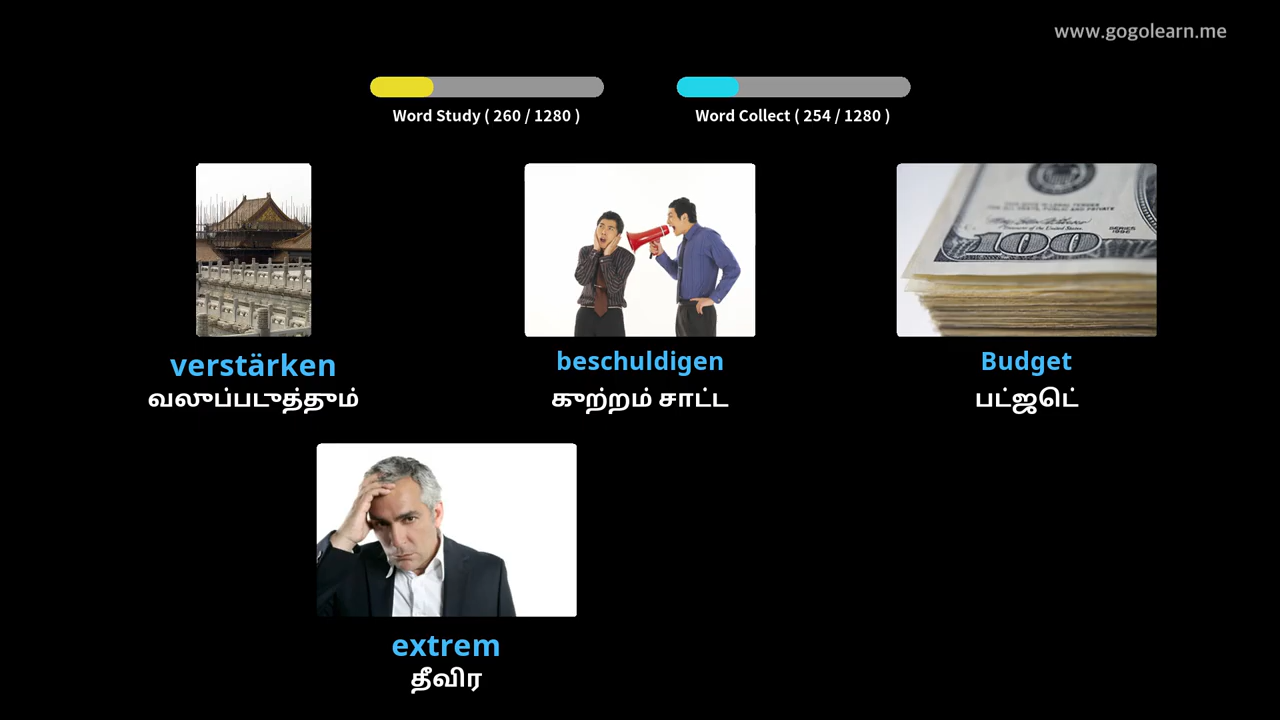 www.gogolearn.me
Word Study ( 260 / 1280 )
Word Collect ( 254 / 1280 )
verstärken
வலுப்படுத்தும்
beschuldigen
குற்றம் சாட்ட
Budget
பட்ஜெட்
100
extrem
தீவிர